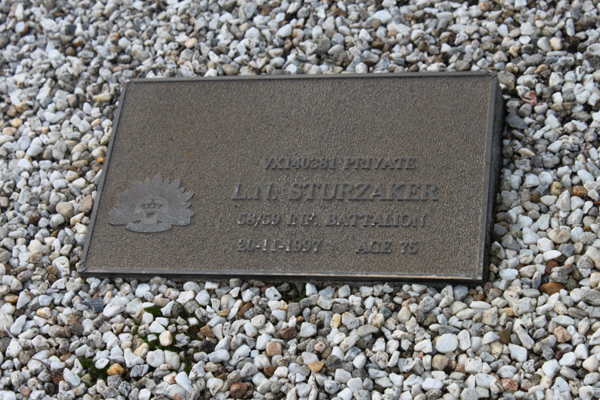 VX140381 PRIVATE
L.N. STURZAKER
58/59 INF. BATTALION
20-11-1997 AGE 75